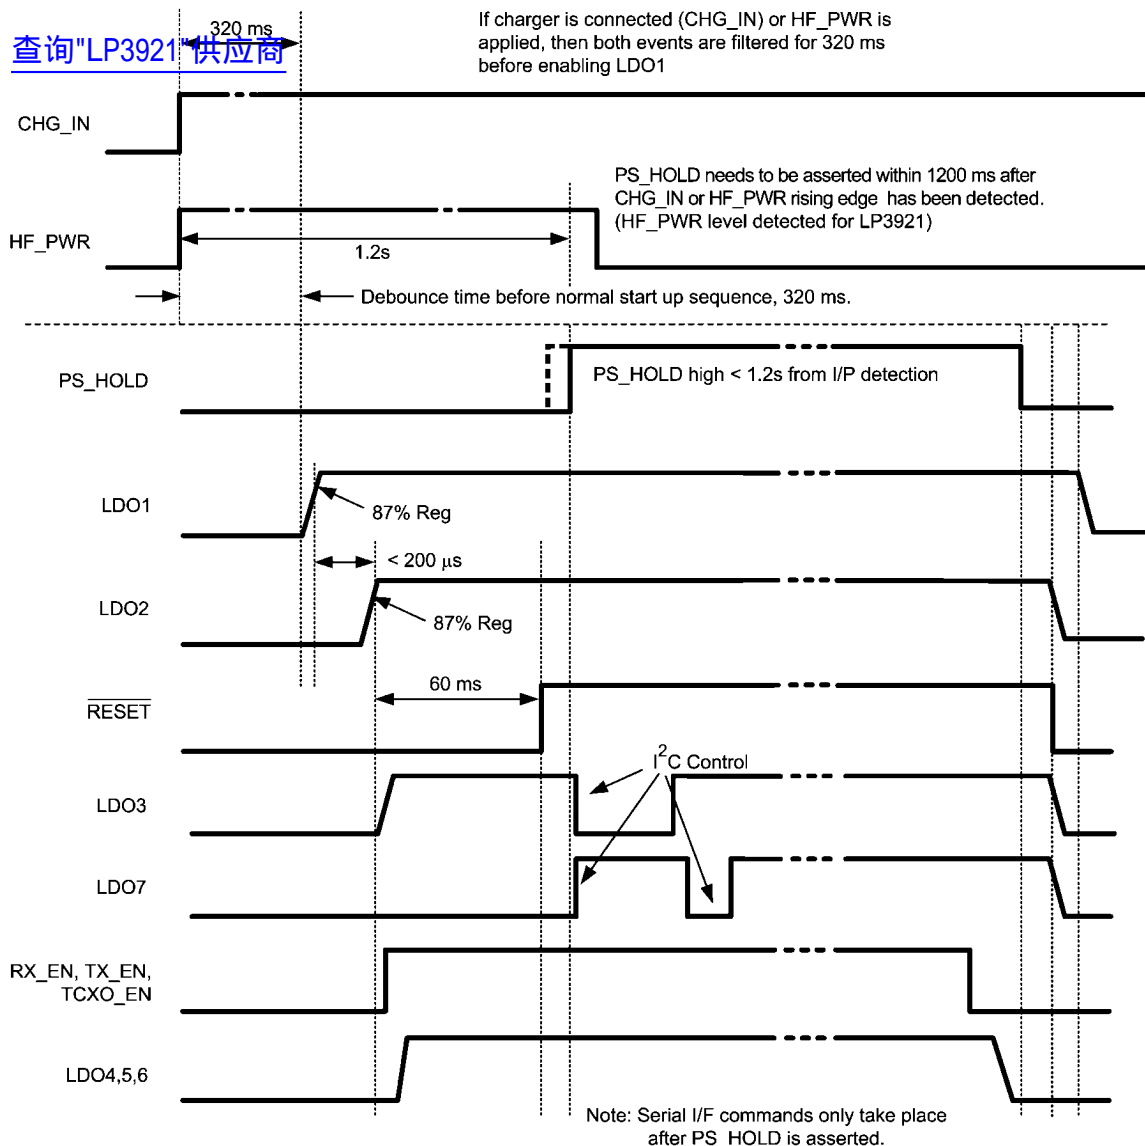 320 ms
查询"LP3921"供应商
If charger is connected (CHG_IN) or HF_PWR is
applied, then both events are filtered for 320 ms
before enabling LDO1
CHG_IN
PS_HOLD needs to be asserted within 1200 ms after
CHG_IN or HF_PWR rising edge has been detected.
(HF_PWR level detected for LP3921)
HF_PWR
1.2s
Debounce time before normal start up sequence, 320 ms.
PS_HOLD
PS_HOLD high < 1.2s from I/P detection
LDO1
87% Reg
< 200 µs
LDO2
87% Reg
60 ms
RESET
I2C Control
LDO3
LDO7
RX_EN, TX_EN,
TCXO_EN
LDO4,5,6
Note: Serial I/F commands only take place
after PS_HOLD is asserted.